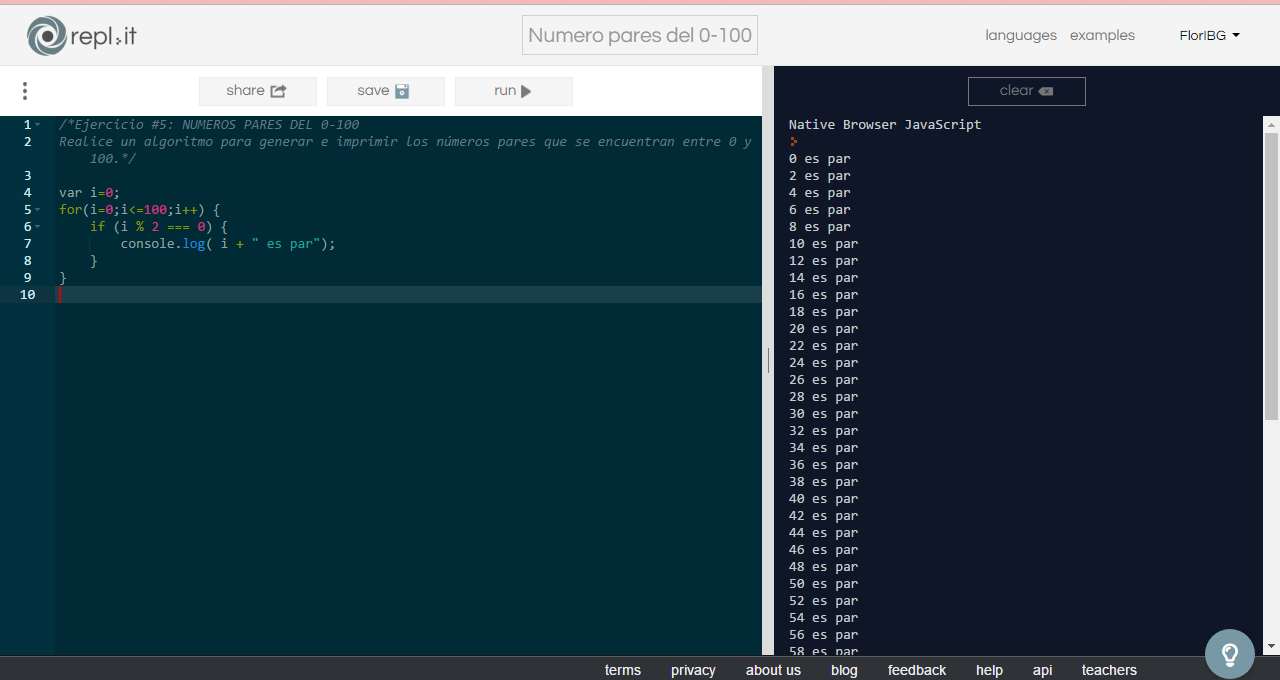 repl.it
Numero pares del 0-100
languages examples FlorIBG
share save run clear
1 /*Ejercicio #5: NUMEROS PARES DEL 0-100
2 Realice un algoritmo para generar e imprimir los números pares que se encuentran entre 0 y
100.*/
3
4 var i=0;
5 for(i=0;i<=100;i++) {
6 if (i % 2 === 0) {
7 console.log( i + " es par");
8 }
9 }
10
Native Browser JavaScript
0 es par
2 es par
4 es par
6 es par
8 es par
10 es par
12 es par
14 es par
16 es par
18 es par
20 es par
22 es par
24 es par
26 es par
28 es par
30 es par
32 es par
34 es par
36 es par
38 es par
40 es par
42 es par
44 es par
46 es par
48 es par
50 es par
52 es par
54 es par
56 es par
58 es par
terms privacy about us blog feedback help api teachers